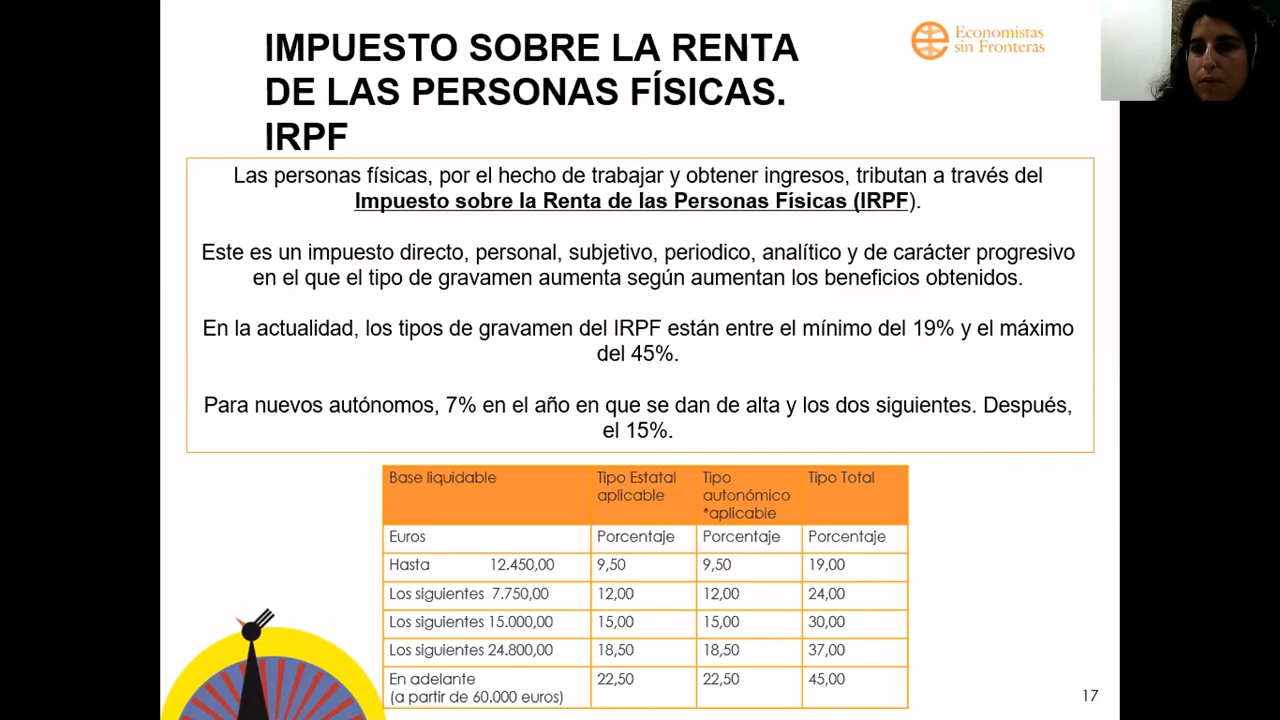 IMPUESTO SOBRE LA RENTA
DE LAS PERSONAS FÍSICAS.
IRPF
Economistas
sin Fronteras
Las personas físicas, por el hecho de trabajar y obtener ingresos, tributan a través del
Impuesto sobre la Renta de las Personas Físicas (IRPF).
Este es un impuesto directo, personal, subjetivo, periodico, analítico y de carácter progresivo
en el que el tipo de gravamen aumenta según aumentan los beneficios obtenidos.
En la actualidad, los tipos de gravamen del IRPF están entre el mínimo del 19% y el máximo
del 45%.
Para nuevos autónomos, 7% en el año en que se dan de alta y los dos siguientes. Después,
el 15%.
Base liquidable Tipo Estatal aplicable Tipo autonómico *aplicable Tipo Total
Euros Porcentaje Porcentaje Porcentaje
Hasta 12.450,00 9,50 9,50 19,00
Los siguientes 7.750,00 12,00 12,00 24,00
Los siguientes 15.000,00 15,00 15,00 30,00
Los siguientes 24.800,00 18,50 18,50 37,00
En adelante (a partir de 60.000 euros) 22,50 22,50 45,00
17